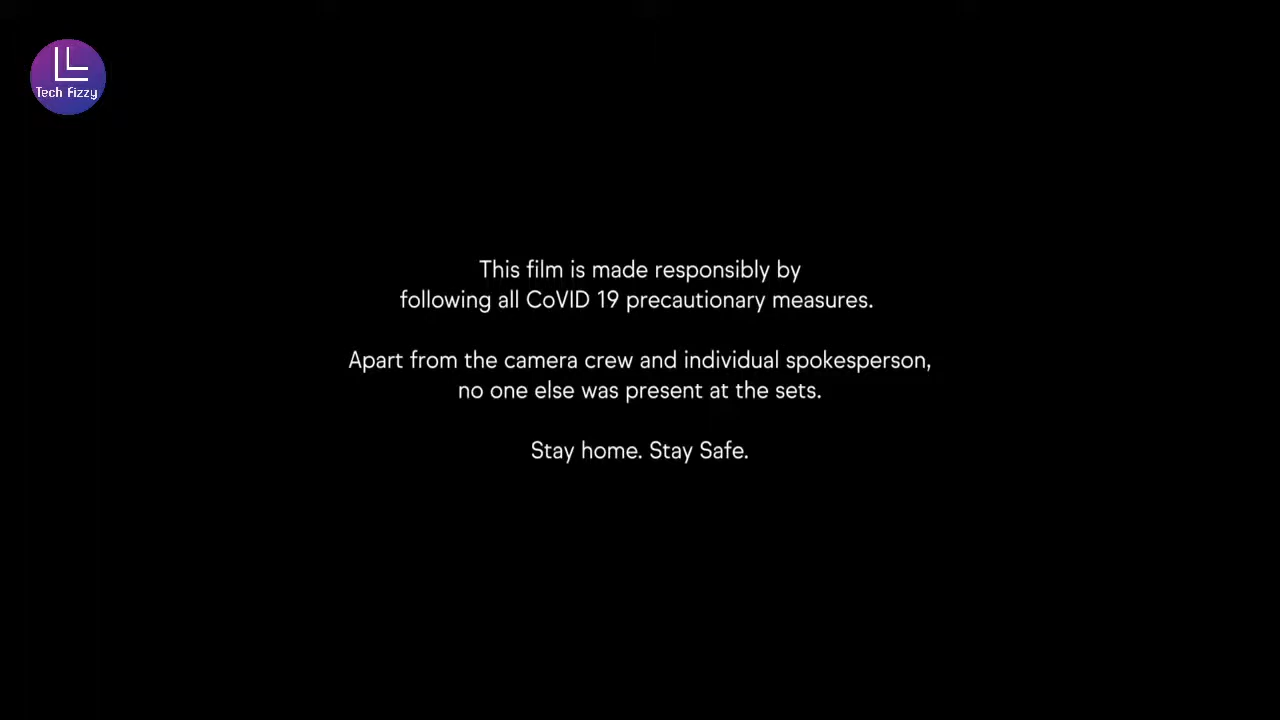 Tech Fizzy
This film is made responsibly by
following all CoVID 19 precautionary measures.
Apart from the camera crew and individual spokesperson,
no one else was present at the sets.
Stay home. Stay Safe.